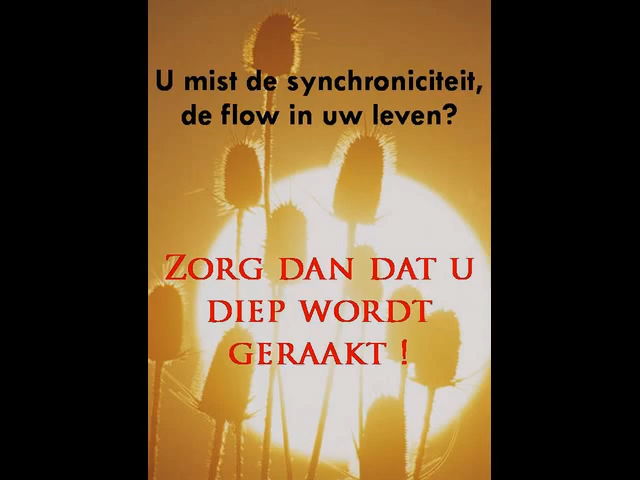 U mist de synchroniciteit,
de flow in uw leven?
Zorg dan dat u
diep wordt
geraakt !